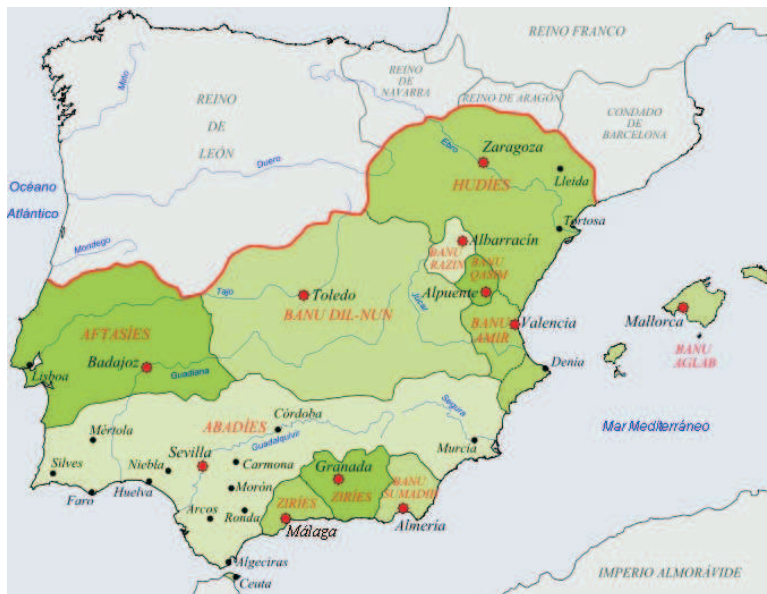 REINO FRANCO
REINO
DE
NAVARRA
REINO DE ARAGÓN
CONDADO
DE
BARCELONA
Miño
REINO
DE
LEÓN
Duero
Ebro
Zaragoza
HUDÍES
Lleida
Tortosa
Océano
Atlántico
Mondego
Albarracín
BANU
RAZIN
BANU
QASIM
Alpuente
Tajo
Toledo
BANU DIL-NUN
Júcar
BANU
AMIR
Valencia
Mallorca
BANU
AGLAB
AFTASÍES
Badajoz
Lisboa
Guadiana
Denia
Mar Mediterráneo
ABADÍES
Córdoba
Segura
Guadalquivir
Mértola
Sevilla
Murcia
Silves
Niebla
Carmona
Granada
Faro
Huelva
Morón
ZIRÍES
ZIRÍES
BANU
SUMADIH
Arcos
Ronda
Málaga
Almería
Algeciras
Ceuta
IMPERIO ALMORÁVIDE